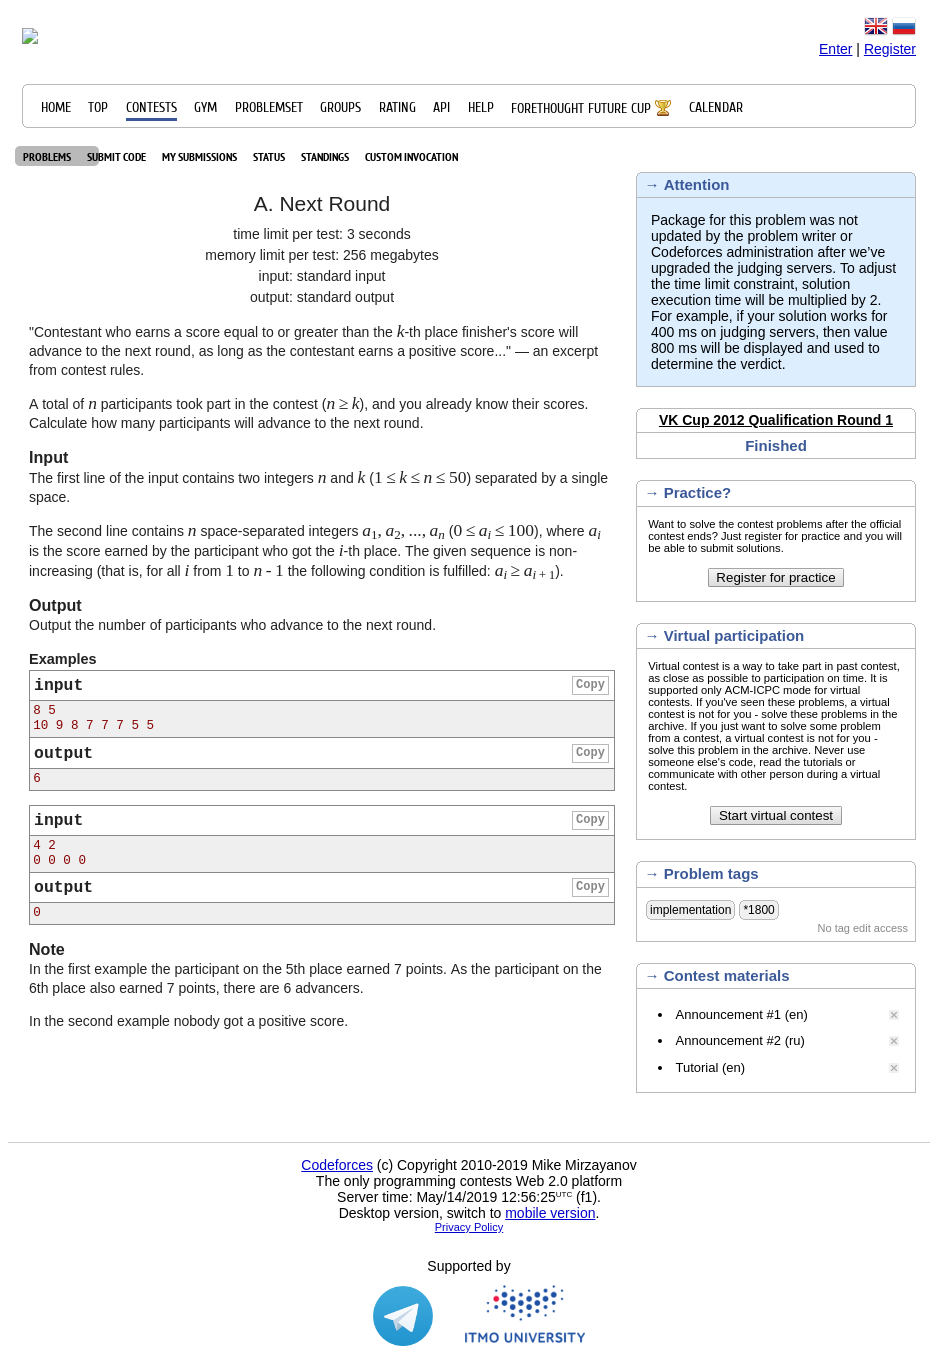 Enter | Register
HOME TOP CONTESTS GYM PROBLEMSET GROUPS RATING API HELP FORETHOUGHT FUTURE CUP CALENDAR
PROBLEMS SUBMIT CODE MY SUBMISSIONS STATUS STANDINGS CUSTOM INVOCATION
A. Next Round
time limit per test: 3 seconds
memory limit per test: 256 megabytes
input: standard input
output: standard output
"Contestant who earns a score equal to or greater than the k-th place finisher's score will
advance to the next round, as long as the contestant earns a positive score..." — an excerpt
from contest rules.
A total of n participants took part in the contest (n ≥ k), and you already know their scores.
Calculate how many participants will advance to the next round.
Input
The first line of the input contains two integers n and k (1 ≤ k ≤ n ≤ 50) separated by a single
space.
The second line contains n space-separated integers a1, a2, ..., an (0 ≤ ai ≤ 100), where ai
is the score earned by the participant who got the i-th place. The given sequence is non-
increasing (that is, for all i from 1 to n - 1 the following condition is fulfilled: ai ≥ ai + 1).
Output
Output the number of participants who advance to the next round.
Examples
input Copy
8 5
10 9 8 7 7 7 5 5
output Copy
6
input Copy
4 2
0 0 0 0
output Copy
0
Note
In the first example the participant on the 5th place earned 7 points. As the participant on the
6th place also earned 7 points, there are 6 advancers.
In the second example nobody got a positive score.
→ Attention
Package for this problem was not
updated by the problem writer or
Codeforces administration after we've
upgraded the judging servers. To adjust
the time limit constraint, solution
execution time will be multiplied by 2.
For example, if your solution works for
400 ms on judging servers, then value
800 ms will be displayed and used to
determine the verdict.
VK Cup 2012 Qualification Round 1
Finished
→ Practice?
Want to solve the contest problems after the official
contest ends? Just register for practice and you will
be able to submit solutions.
Register for practice
→ Virtual participation
Virtual contest is a way to take part in past contest,
as close as possible to participation on time. It is
supported only ACM-ICPC mode for virtual
contests. If you've seen these problems, a virtual
contest is not for you - solve these problems in the
archive. If you just want to solve some problem
from a contest, a virtual contest is not for you -
solve this problem in the archive. Never use
someone else's code, read the tutorials or
communicate with other person during a virtual
contest.
Start virtual contest
→ Problem tags
implementation *1800
No tag edit access
→ Contest materials
Announcement #1 (en)
Announcement #2 (ru)
Tutorial (en)
Codeforces (c) Copyright 2010-2019 Mike Mirzayanov
The only programming contests Web 2.0 platform
Server time: May/14/2019 12:56:25UTC (f1).
Desktop version, switch to mobile version.
Privacy Policy
Supported by
ITMO UNIVERSITY